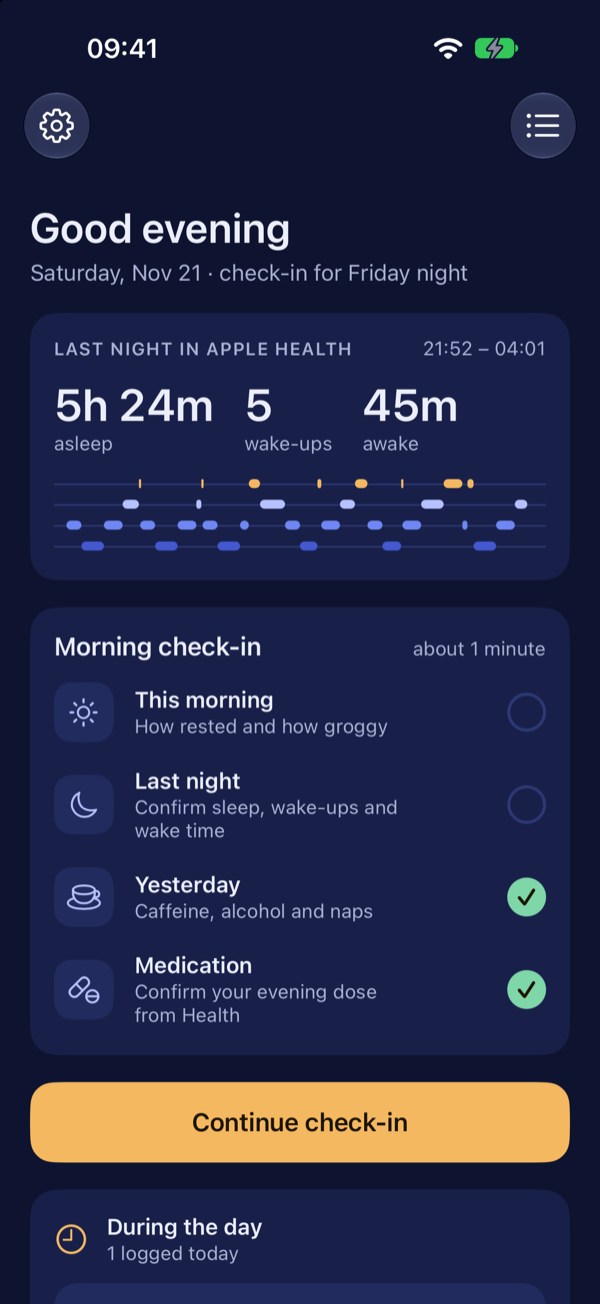 09:41
Good evening
Saturday, Nov 21 · check-in for Friday night
LAST NIGHT IN APPLE HEALTH 21:52 – 04:01
5h 24m 5 45m
asleep wake-ups awake
Morning check-in about 1 minute
This morning
How rested and how groggy
Last night
Confirm sleep, wake-ups and
wake time
Yesterday
Caffeine, alcohol and naps
Medication
Confirm your evening dose
from Health
Continue check-in
During the day
1 logged today